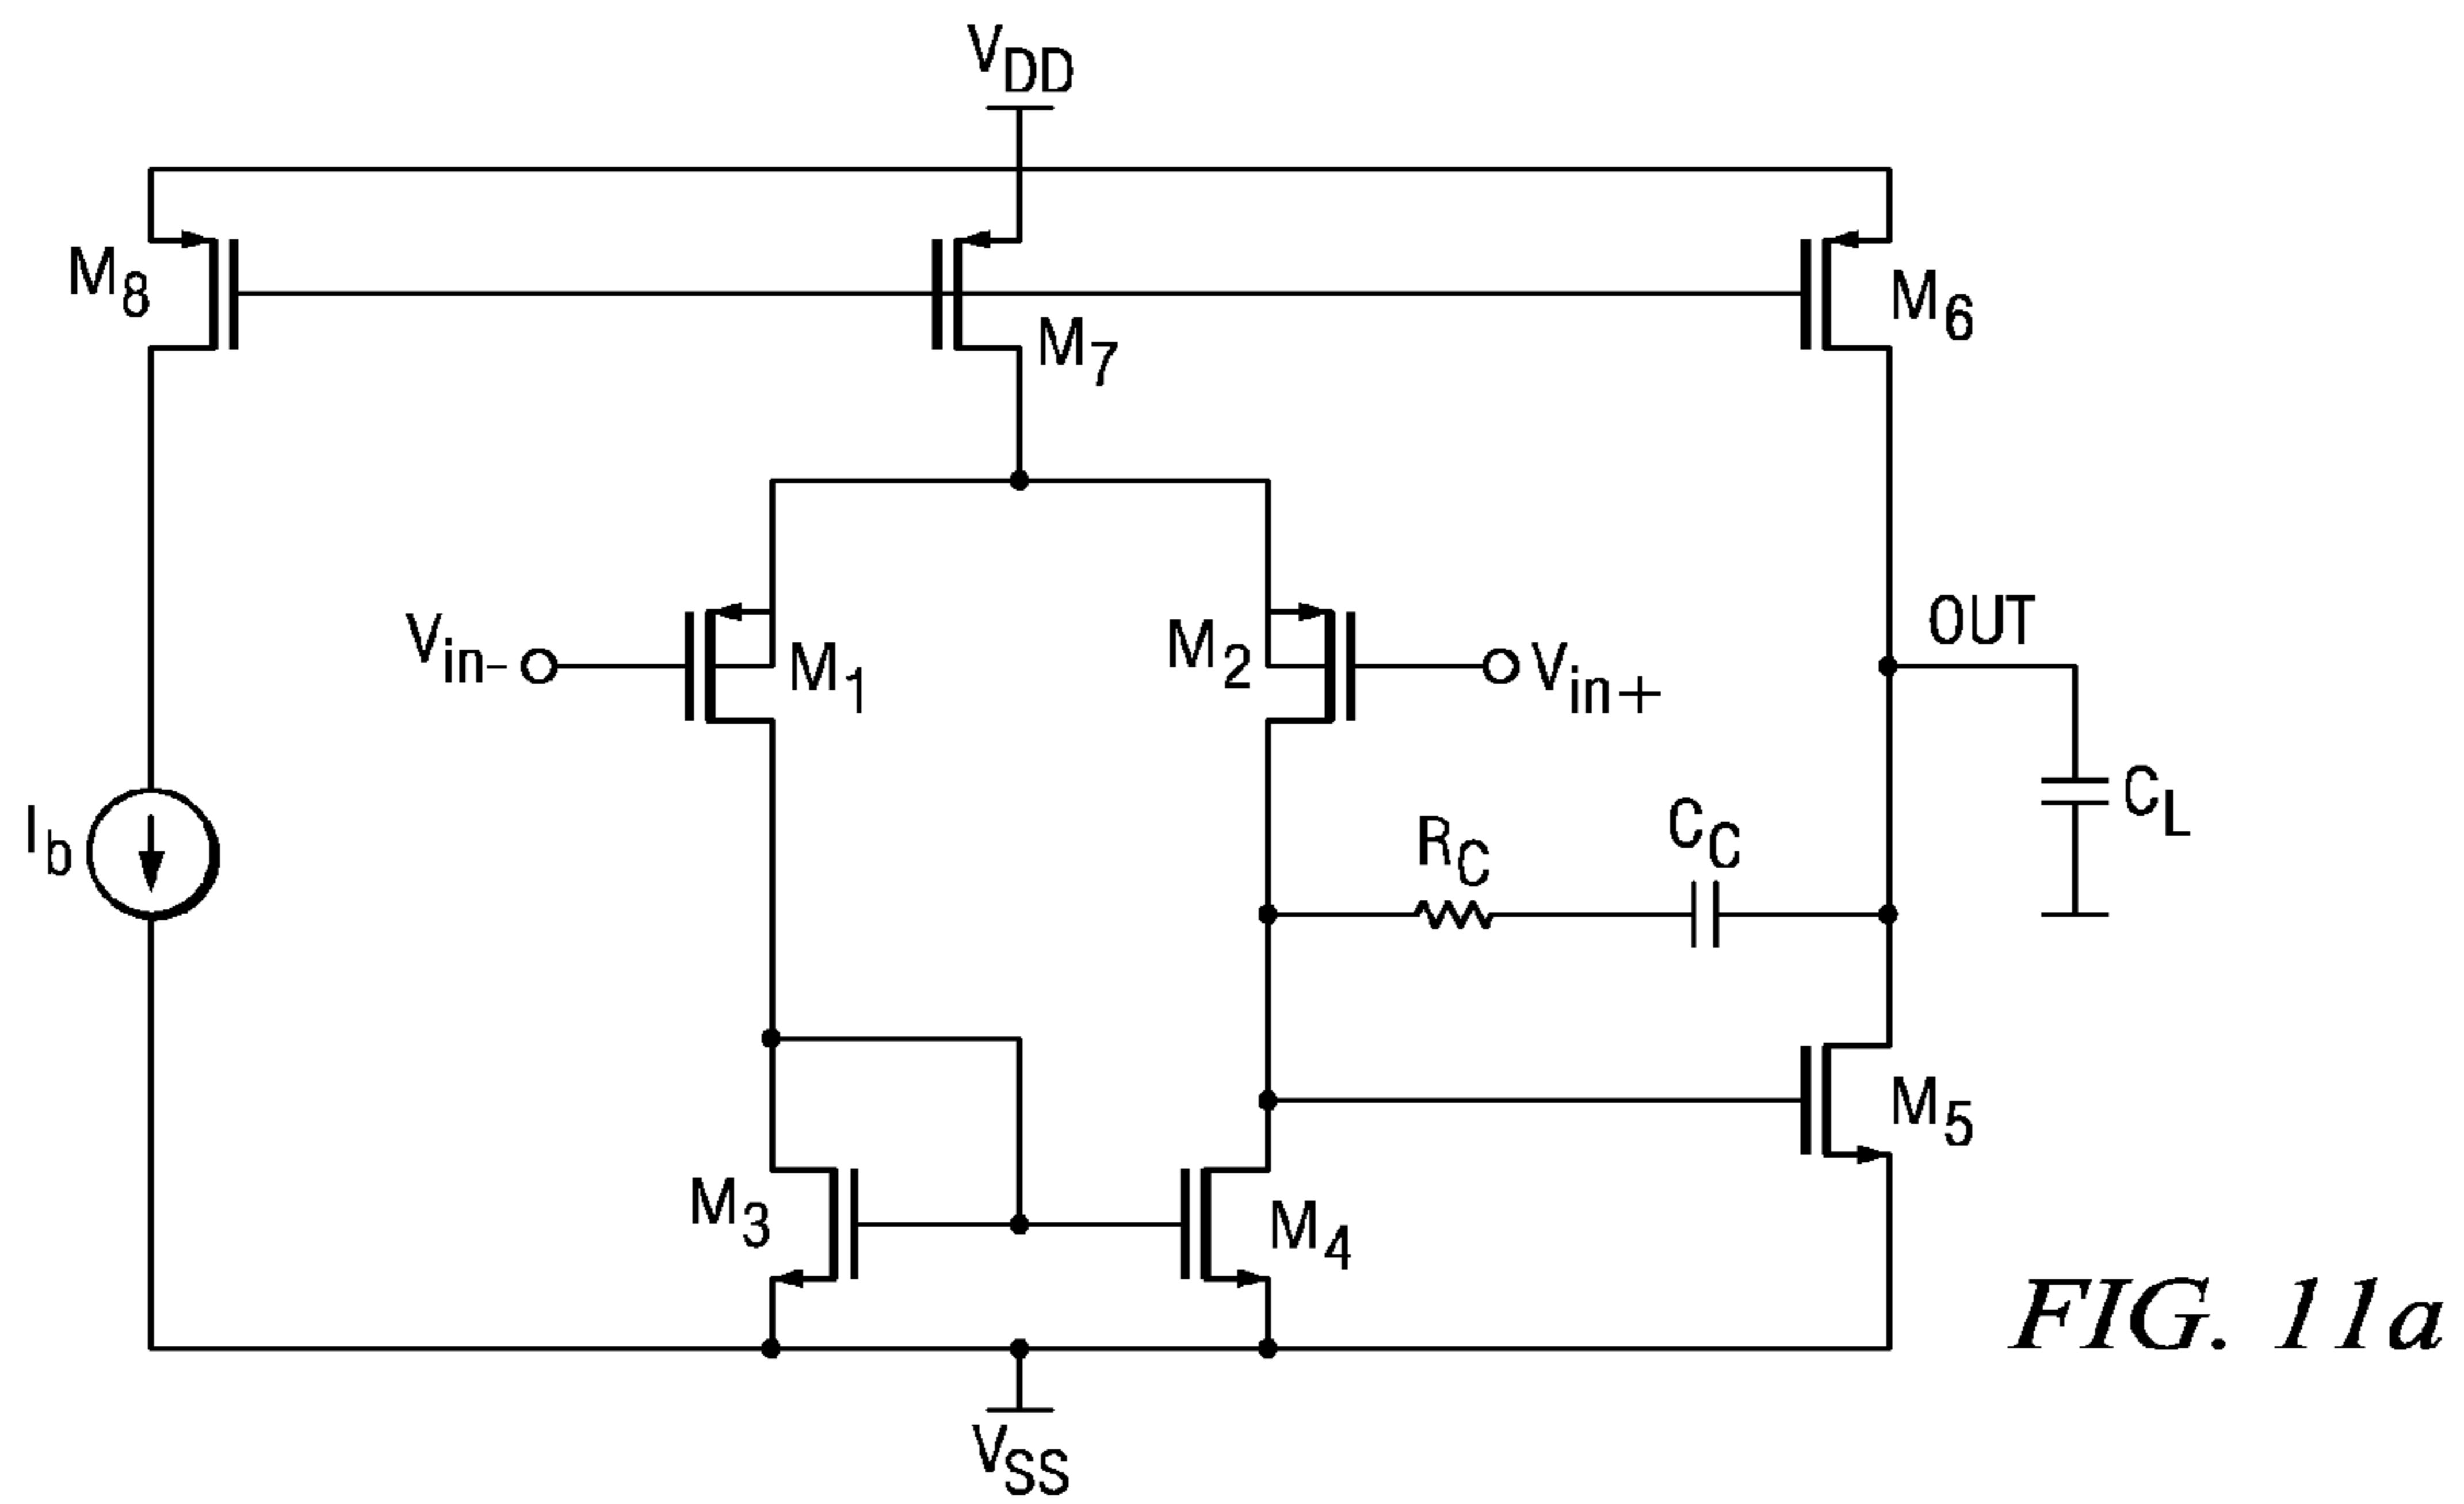 VDD
M8
M7
M6
Vin-
M1
M2
Vin+
OUT
Ib
RC
CC
CL
M3
M4
M5
VSS
FIG. 11a